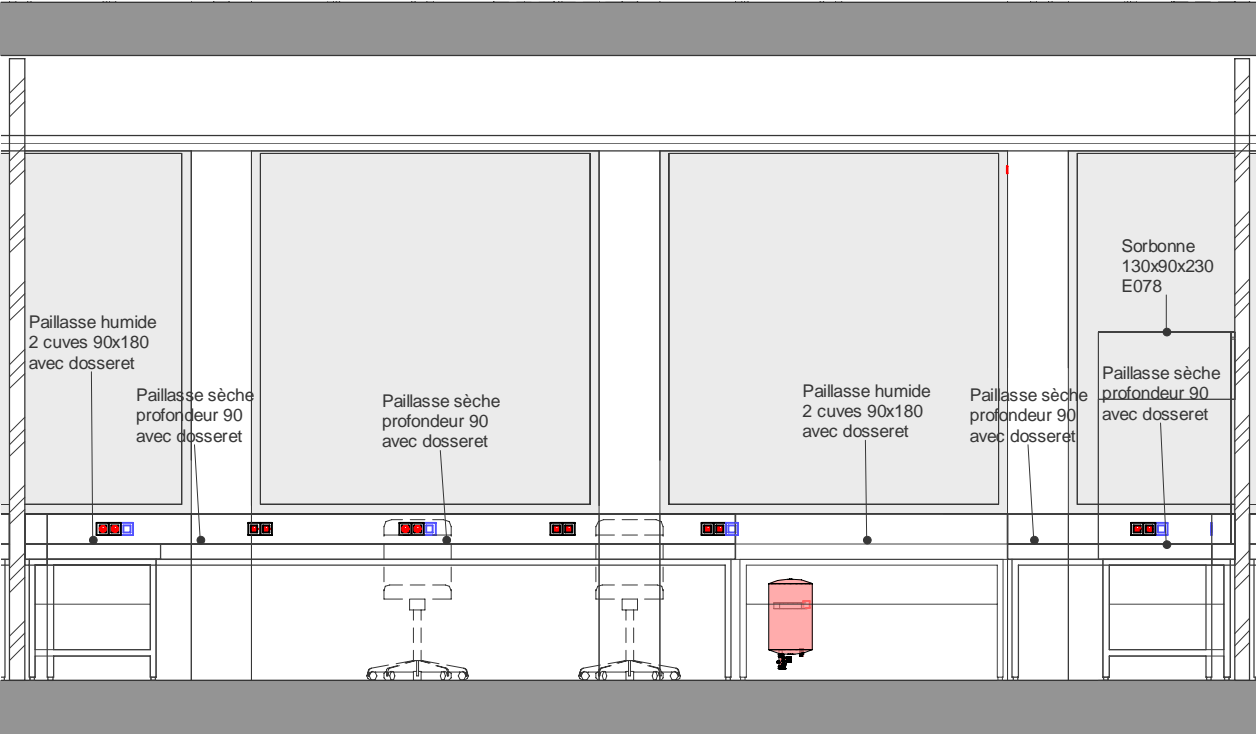 Sorbonne
130x90x230
E078
Paillasse humide
2 cuves 90x180
avec dosseret
Paillasse sèche
profondeur 90
avec dosseret
Paillasse sèche
profondeur 90
avec dosseret
Paillasse humide
2 cuves 90x180
avec dosseret
Paillasse sèche
profondeur 90
avec dosseret
Paillasse sèche
profondeur 90
avec dosseret